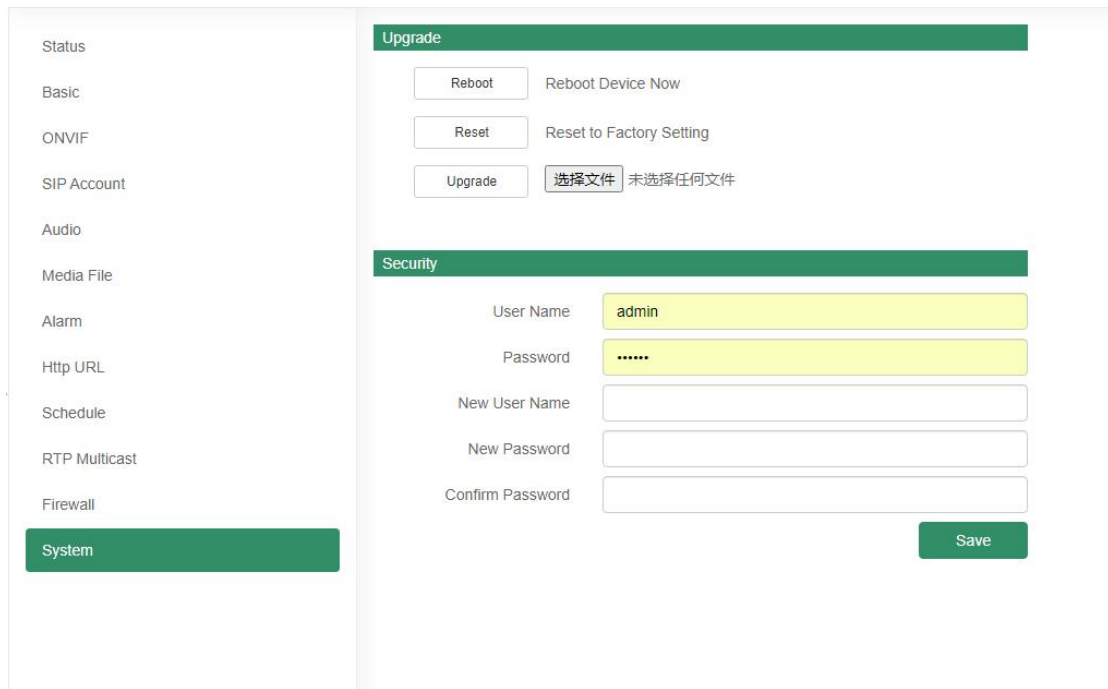 Status
Basic
ONVIF
SIP Account
Audio
Media File
Alarm
Http URL
Schedule
RTP Multicast
Firewall
System
Upgrade
Reboot Reboot Device Now
Reset Reset to Factory Setting
Upgrade 选择文件 未选择任何文件
Security
User Name admin
Password ••••••
New User Name
New Password
Confirm Password
Save